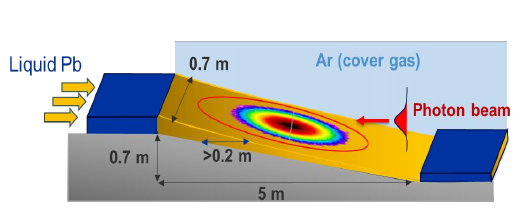 Liquid Pb
0.7 m
Ar (cover gas)
Photon beam
0.7 m
>0.2 m
5 m